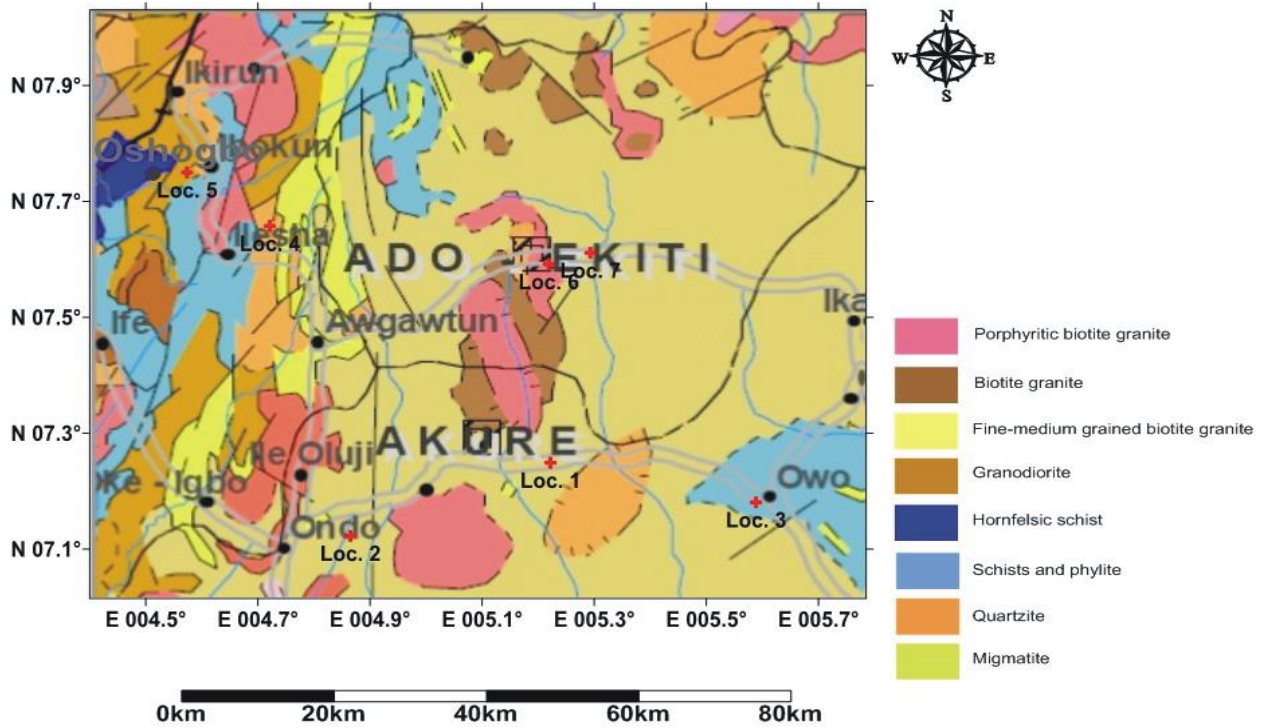 N
W E
S
N 07.9°
N 07.7°
N 07.5°
N 07.3°
N 07.1°
Ikirun
Oshogbo
Ibokun
Loc. 5
Ilesha
Loc. 4
ADO - EKITI
Loc. 7
Loc. 6
Ika
Ife
Awgawtun
AKURE
Ile Oluji
Loc. 1
Owo
Oke - Igbo
Loc. 3
Ondo
Loc. 2
E 004.5° E 004.7° E 004.9° E 005.1° E 005.3° E 005.5° E 005.7°
Porphyritic biotite granite
Biotite granite
Fine-medium grained biotite granite
Granodiorite
Hornfelsic schist
Schists and phylite
Quartzite
Migmatite
0km 20km 40km 60km 80km